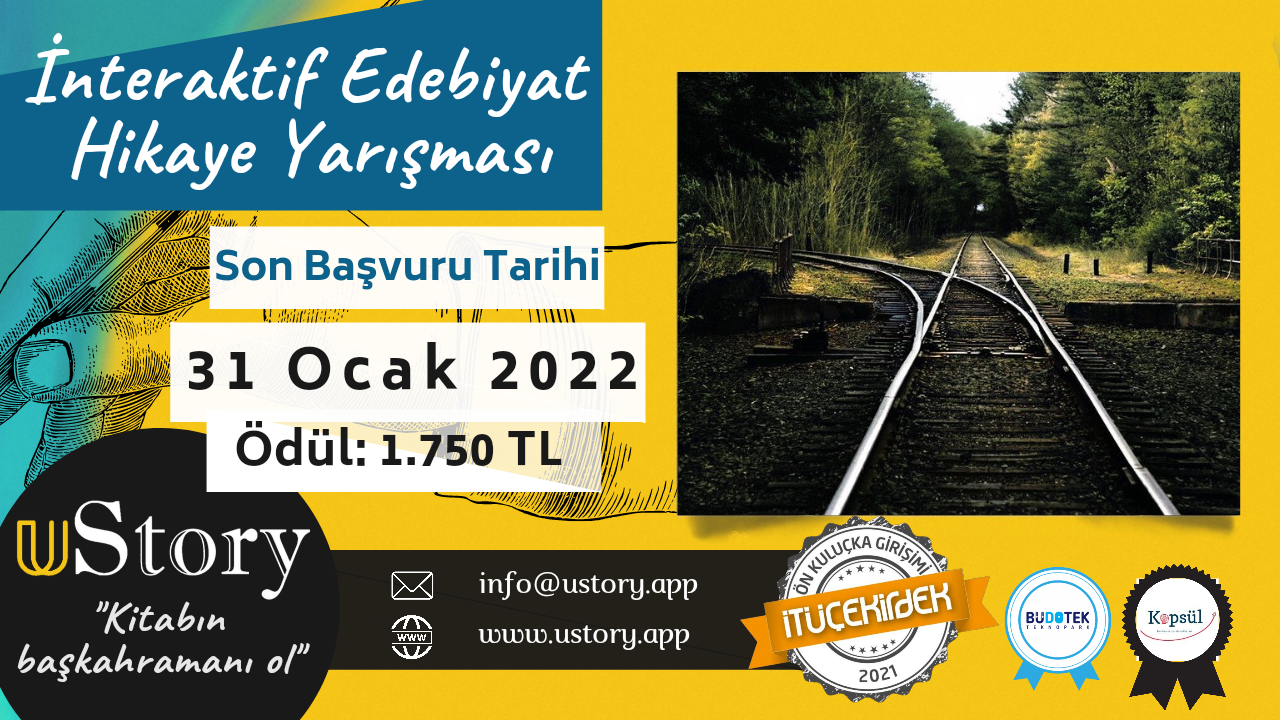 İnteraktif Edebiyat
Hikaye Yarışması
Son Başvuru Tarihi
31 Ocak 2022
Ödül: 1.750 TL
uStory
"Kitabın
başkahramanı ol"
info@ustory.app
www
www.ustory.app
ÖN KULUÇKA GİRİŞİMİ
iTÜÇEKİRDEK
2021
BUDOTEK
TEKNOPARK
Kapsül